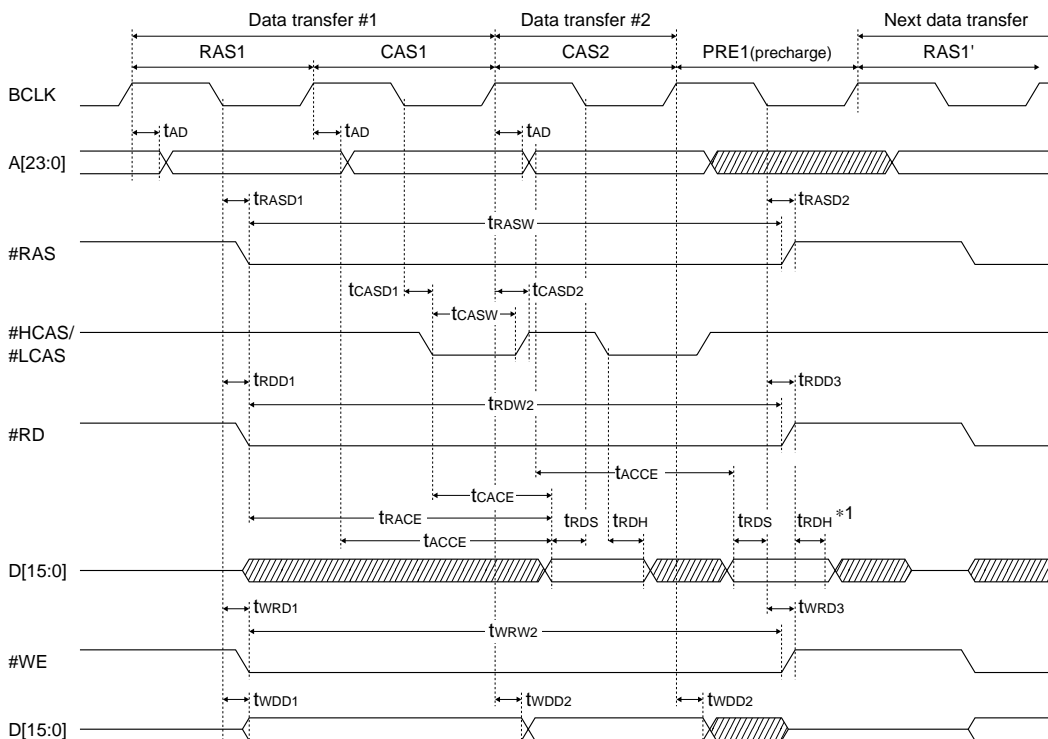 Data transfer #1 Data transfer #2 Next data transfer
RAS1 CAS1 CAS2 PRE1(precharge) RAS1'
BCLK
tAD tAD tAD
A[23:0]
tRASD1 tRASD2
tRASW
#RAS
tCASD1 tCASD2
tCASW
#HCAS/
#LCAS
tRDD1 tRDD3
tRDW2
#RD
tACCE
tCACE
tRACE tRDS tRDH tRDS tRDH *1
tACCE
D[15:0]
tWRD1 tWRD3
tWRW2
#WE
tWDD1 tWDD2 tWDD2
D[15:0]